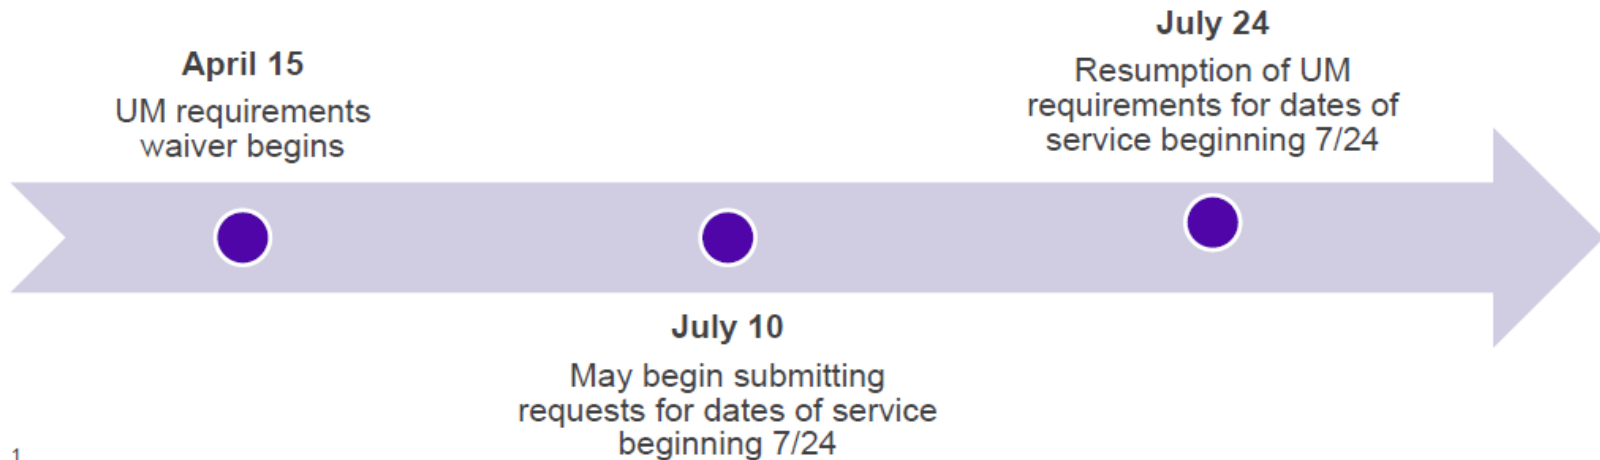 April 15
UM requirements
waiver begins
July 10
May begin submitting
requests for dates of service
beginning 7/24
July 24
Resumption of UM
requirements for dates of
service beginning 7/24
1